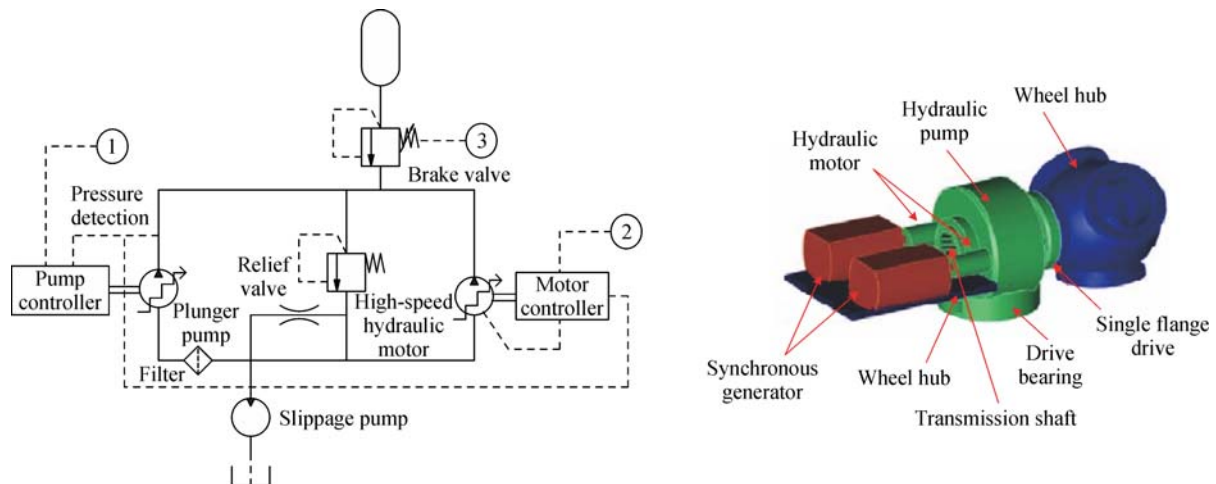 1
3
Brake valve
Pressure
detection
2
Pump
controller
Relief
valve
Motor
controller
High-speed
hydraulic
motor
Plunger
pump
Filter
Slippage pump
Wheel hub
Hydraulic
pump
Hydraulic
motor
Single flange
drive
Drive
bearing
Wheel hub
Synchronous
generator
Transmission shaft